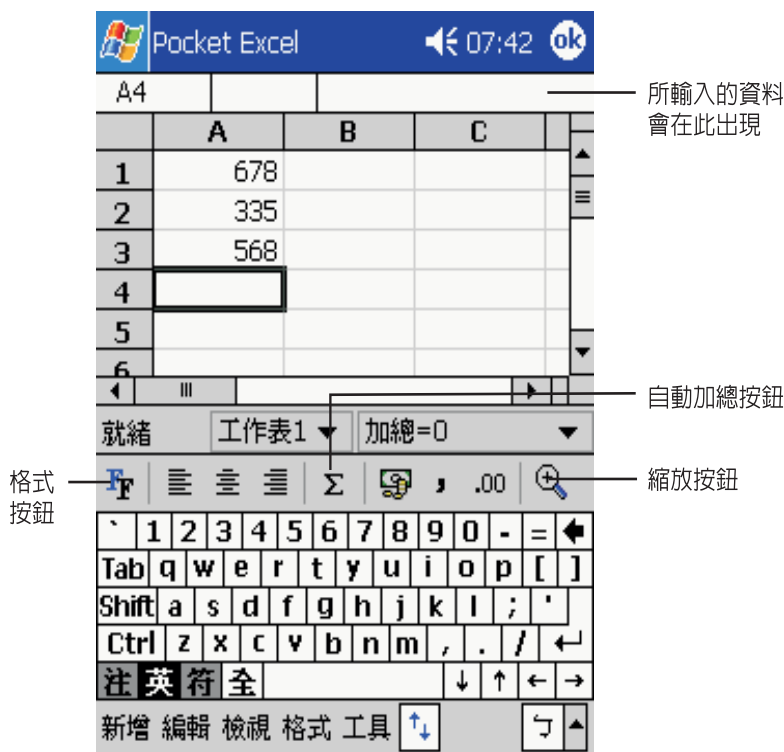 Pocket Excel 07:42 ok
A4
所輸入的資料
會在此出現
A B C
1 678
2 335
3 568
4
5
6
自動加總按鈕
就緒 工作表1 加總=0
格式
按鈕
FF Σ , .00
縮放按鈕
` 1 2 3 4 5 6 7 8 9 0 - =
Tab q w e r t y u i o p [ ]
Shift a s d f g h j k l ; '
Ctrl z x c v b n m , . /
注 英 符 全 ↓ ↑ ← →
新增 編輯 檢視 格式 工具 ㄅ